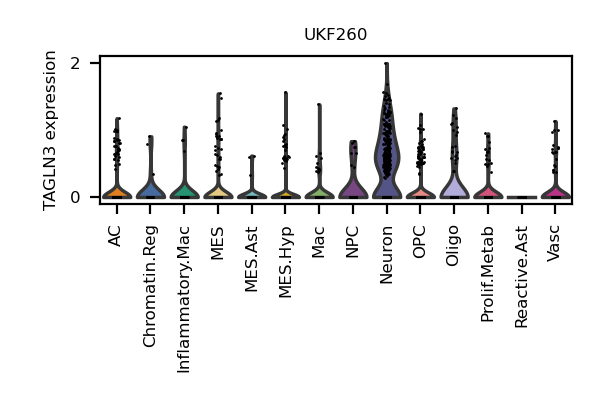 UKF260
TAGLN3 expression
2
0
AC
Chromatin.Reg
Inflammatory.Mac
MES
MES.Ast
MES.Hyp
Mac
NPC
Neuron
OPC
Oligo
Prolif.Metab
Reactive.Ast
Vasc